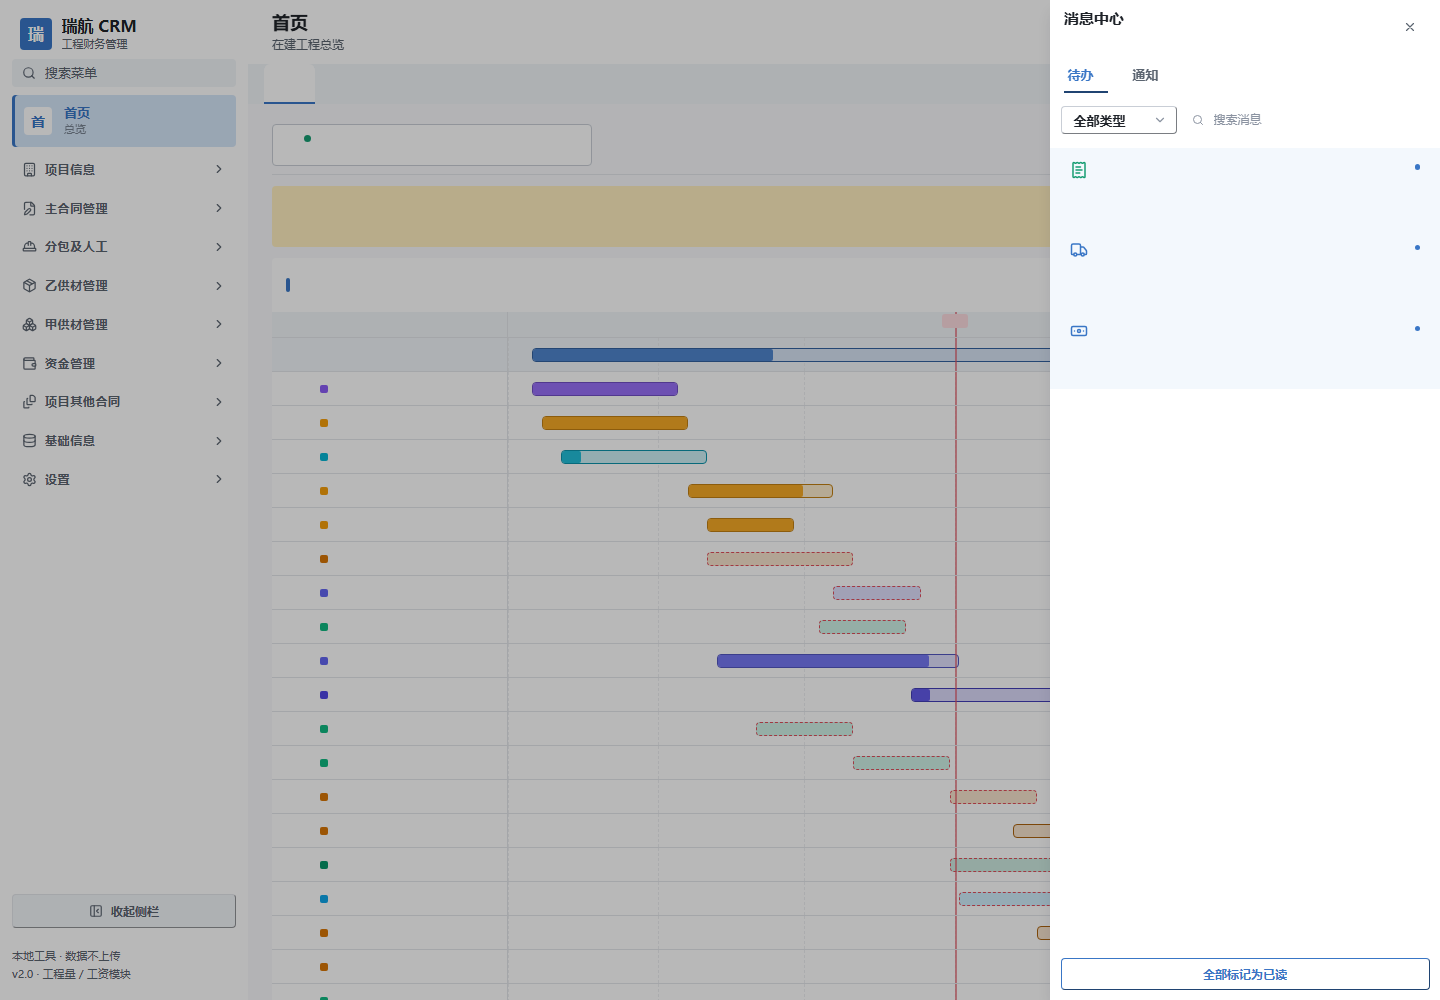 瑞
瑞航 CRM
工程财务管理
搜索菜单
首
首页
总览
项目信息
主合同管理
分包及人工
乙供材管理
甲供材管理
资金管理
项目其他合同
基础信息
设置
收起侧栏
本地工具 · 数据不上传
v2.0 · 工程量 / 工资模块
首页
在建工程总览
消息中心
待办
通知
全部类型
搜索消息
全部标记为已读